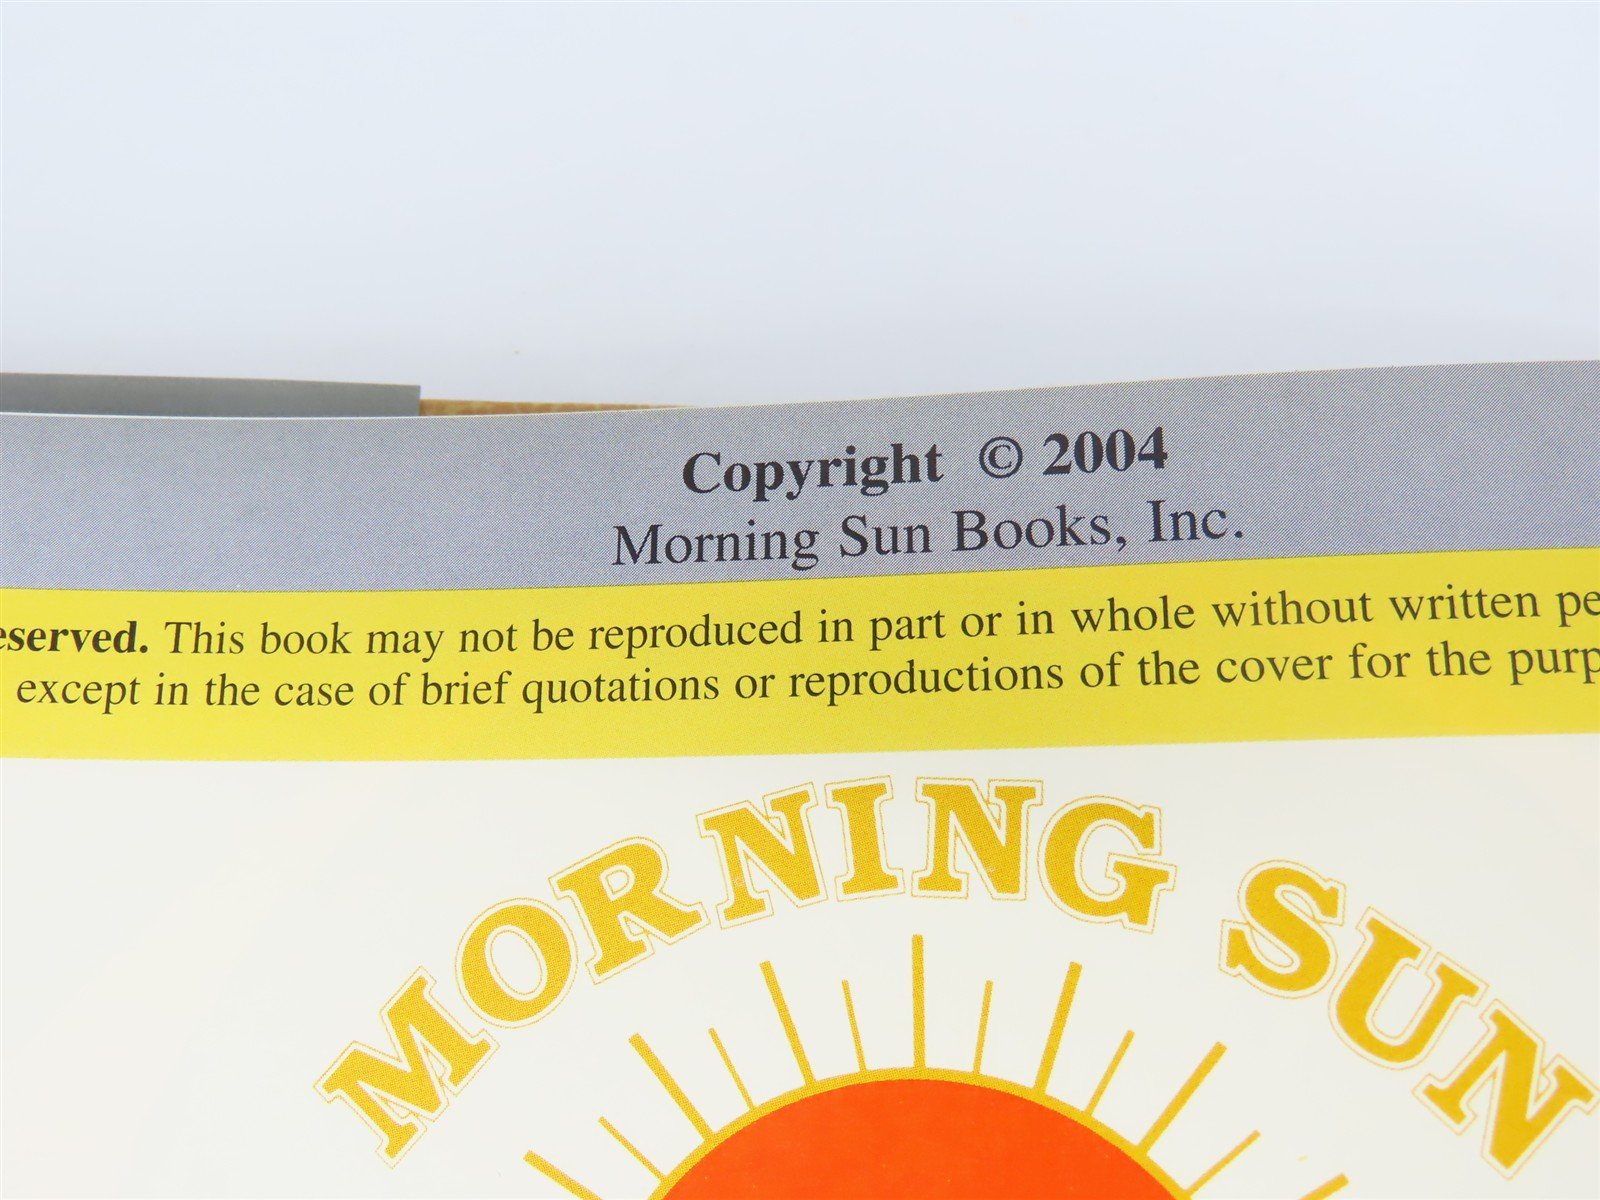 Copyright © 2004
Morning Sun Books, Inc.
eserved. This book may not be reproduced in part or in whole without written pe
except in the case of brief quotations or reproductions of the cover for the purp
MORNING SUN